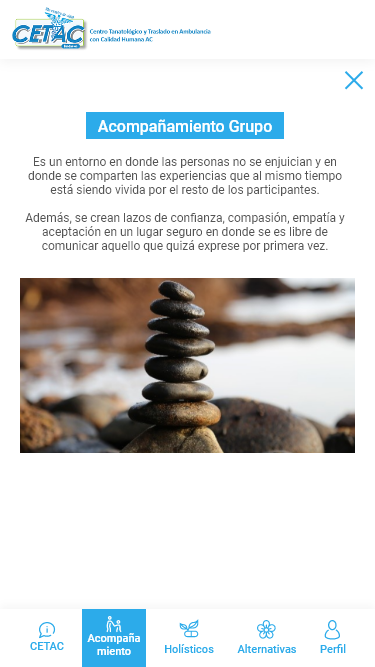 CETAC
Centro Tanatológico y Traslado en Ambulancia
con Calidad Humana AC
Acompañamiento Grupo
Es un entorno en donde las personas no se enjuician y en
donde se comparten las experiencias que al mismo tiempo
está siendo vivida por el resto de los participantes.
Además, se crean lazos de confianza, compasión, empatía y
aceptación en un lugar seguro en donde se es libre de
comunicar aquello que quizá exprese por primera vez.
CETAC
Acompaña
miento
Holísticos
Alternativas
Perfil